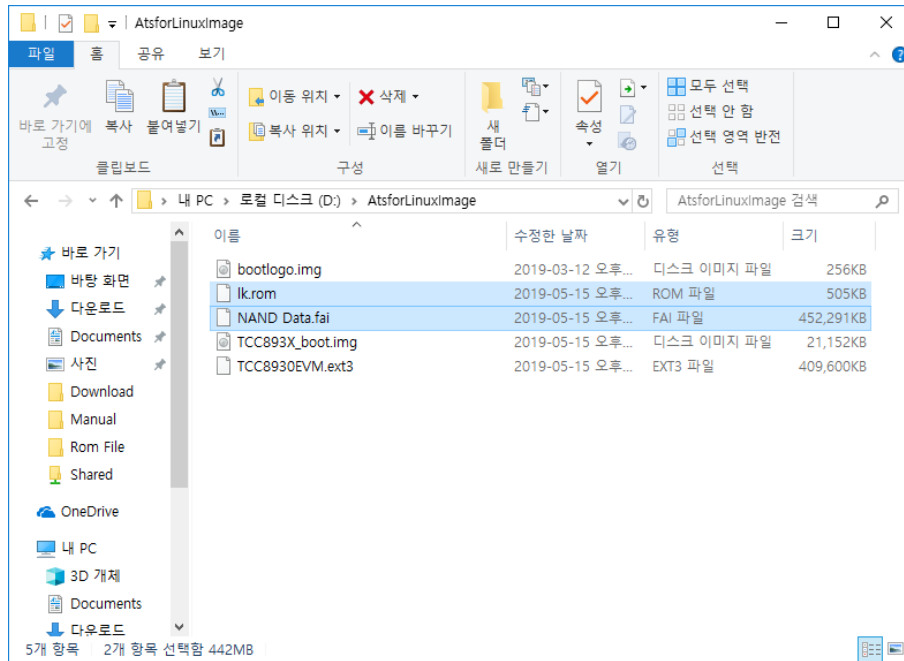 AtsforLinuxImage
파일 홈 공유 보기
바로 가기에 고정 복사 붙여넣기 이동 위치 복사 위치 삭제 이름 바꾸기 새 폴더 속성 모두 선택 선택 안 함 선택 영역 반전
클립보드 구성 새로 만들기 열기 선택
내 PC > 로컬 디스크 (D:) > AtsforLinuxImage AtsforLinuxImage 검색
이름 수정한 날짜 유형 크기
bootlogo.img 2019-03-12 오후... 디스크 이미지 파일 256KB
lk.rom 2019-05-15 오후... ROM 파일 505KB
NAND Data.fai 2019-05-15 오후... FAI 파일 452,291KB
TCC893X_boot.img 2019-05-15 오후... 디스크 이미지 파일 21,152KB
TCC8930EVM.ext3 2019-05-15 오후... EXT3 파일 409,600KB
바로 가기
바탕 화면
다운로드
Documents
사진
Download
Manual
Rom File
Shared
OneDrive
내 PC
3D 개체
Documents
다운로드
5개 항목 2개 항목 선택함 442MB